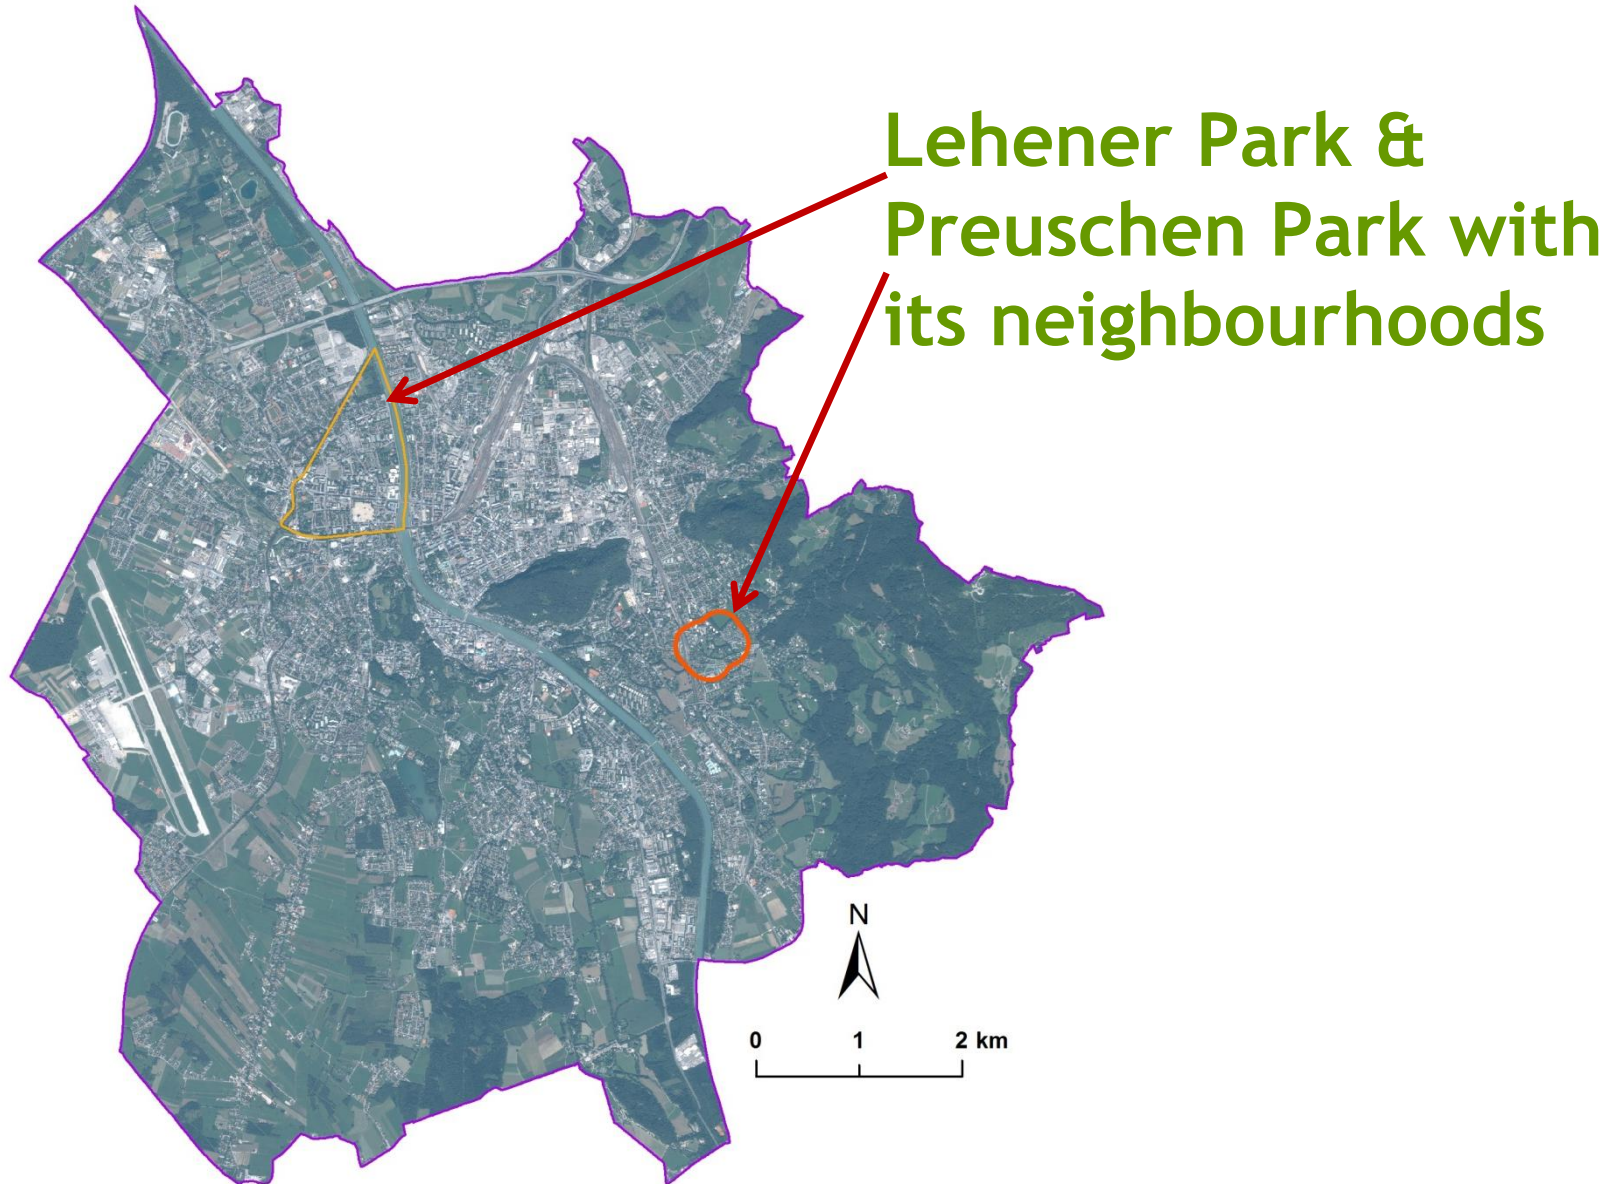 Lehener Park &
Preuschen Park with
its neighbourhoods
N
0 1 2 km